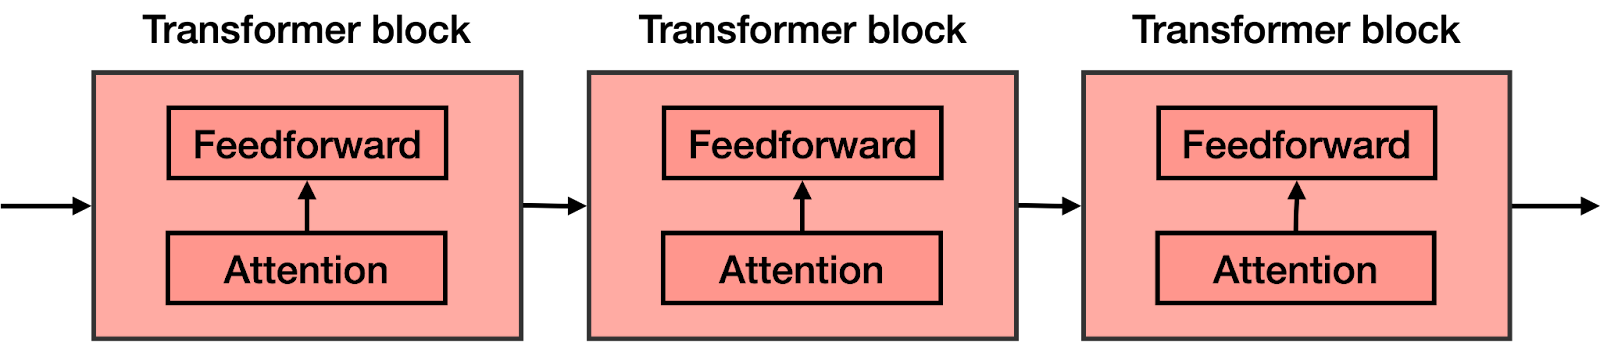 Transformer block
Feedforward
Attention
Transformer block
Feedforward
Attention
Transformer block
Feedforward
Attention